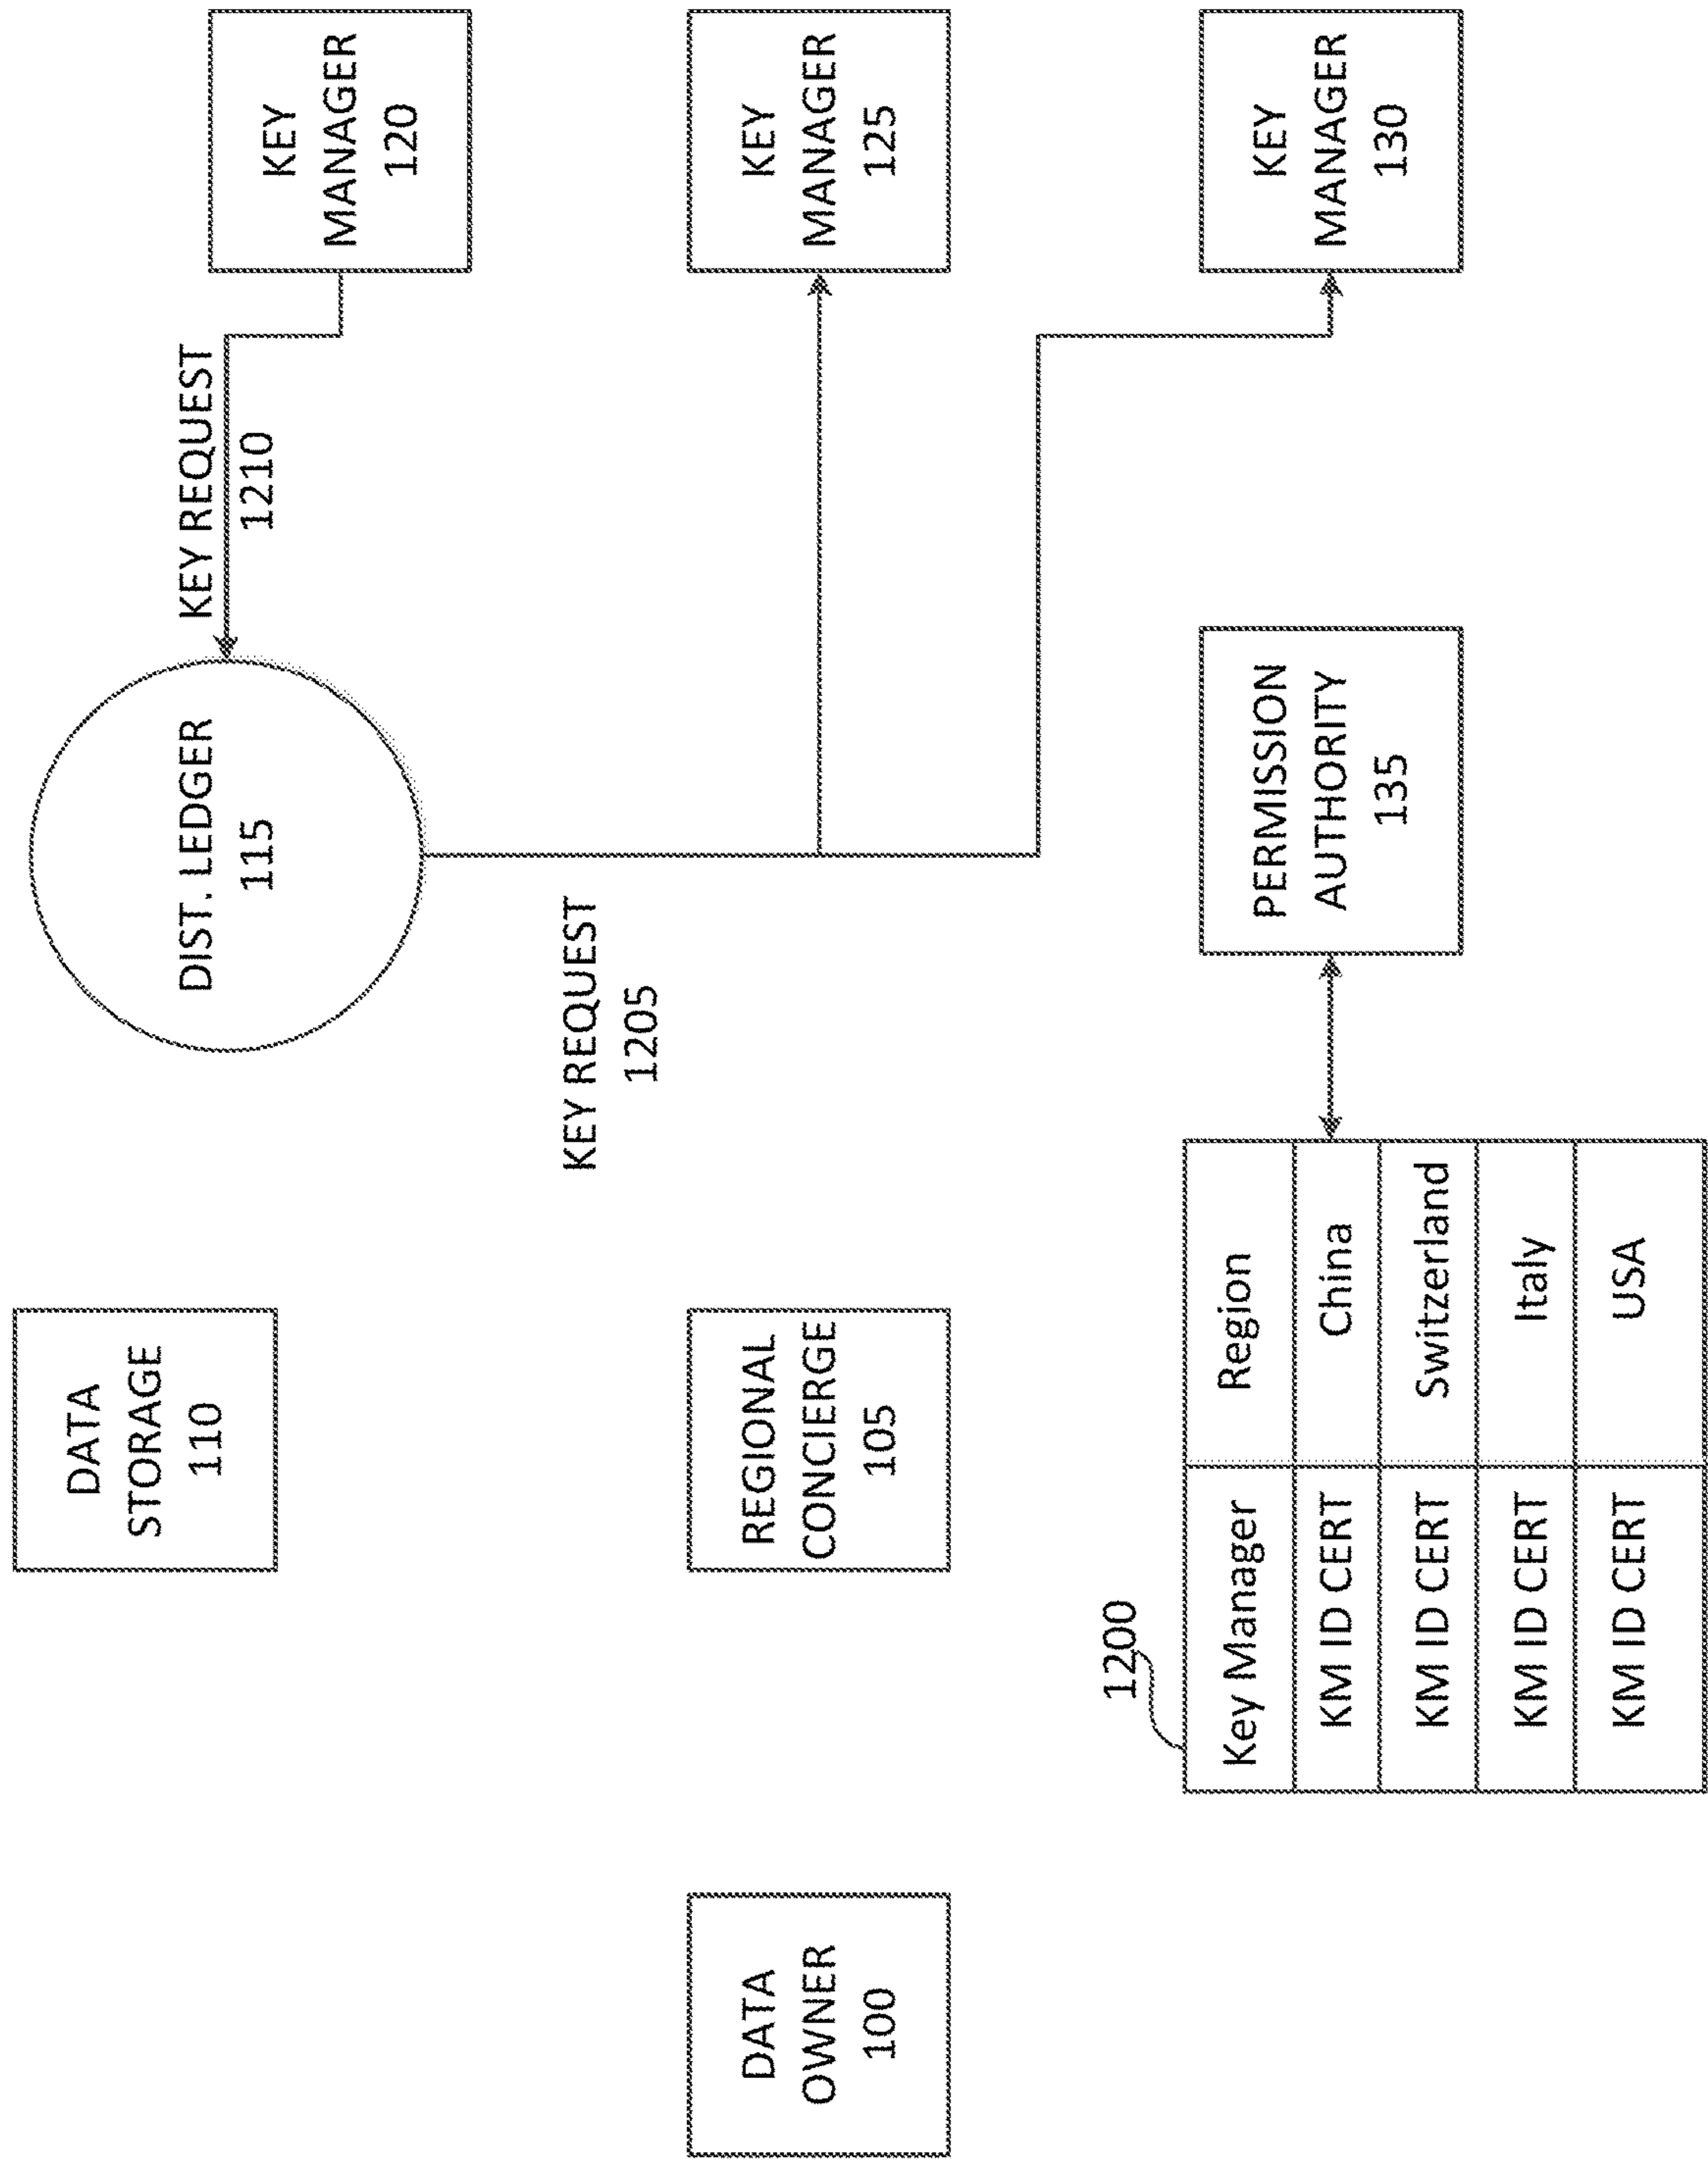 DATA
STORAGE
110
DIST. LEDGER
115
KEY REQUEST
1210
KEY
MANAGER
120
KEY REQUEST
1205
DATA
OWNER
100
REGIONAL
CONCIERGE
105
KEY
MANAGER
125
1200
Key Manager Region
KM ID CERT China
KM ID CERT Switzerland
KM ID CERT Italy
KM ID CERT USA
PERMISSION
AUTHORITY
135
KEY
MANAGER
130